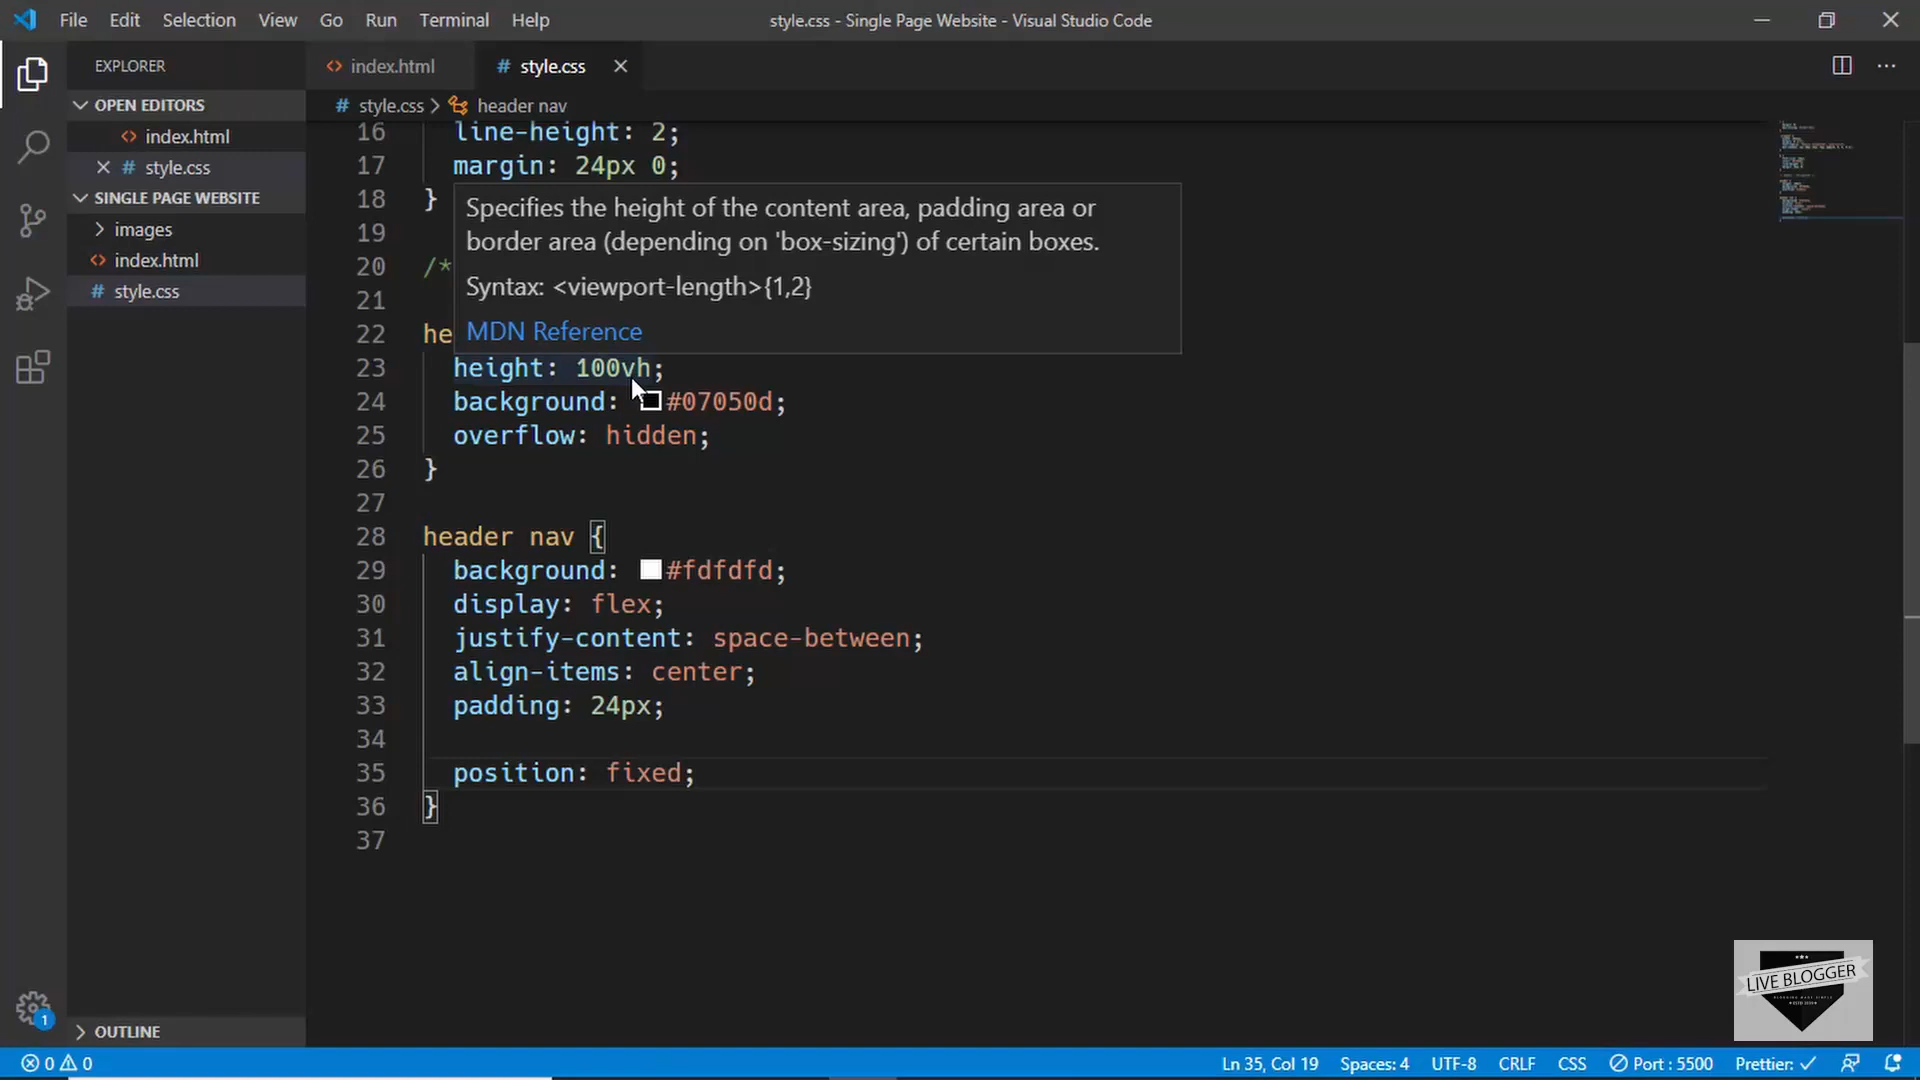 File Edit Selection View Go Run Terminal Help
style.css - Single Page Website - Visual Studio Code
EXPLORER
OPEN EDITORS
index.html
style.css
SINGLE PAGE WEBSITE
images
index.html
style.css
OUTLINE
index.html
# style.css
# style.css > header nav
16 line-height: 2;
17 margin: 24px 0;
18 }
19
20 /*
21
22 he
Specifies the height of the content area, padding area or
border area (depending on 'box-sizing') of certain boxes.
Syntax: <viewport-length>{1,2}
MDN Reference
23 height: 100vh;
24 background: #07050d;
25 overflow: hidden;
26 }
27
28 header nav {
29 background: #fdfdfd;
30 display: flex;
31 justify-content: space-between;
32 align-items: center;
33 padding: 24px;
34
35 position: fixed;
36 }
37
LIVE BLOGGER
1
0 0
Ln 35, Col 19 Spaces: 4 UTF-8 CRLF CSS Port : 5500 Prettier: ✓